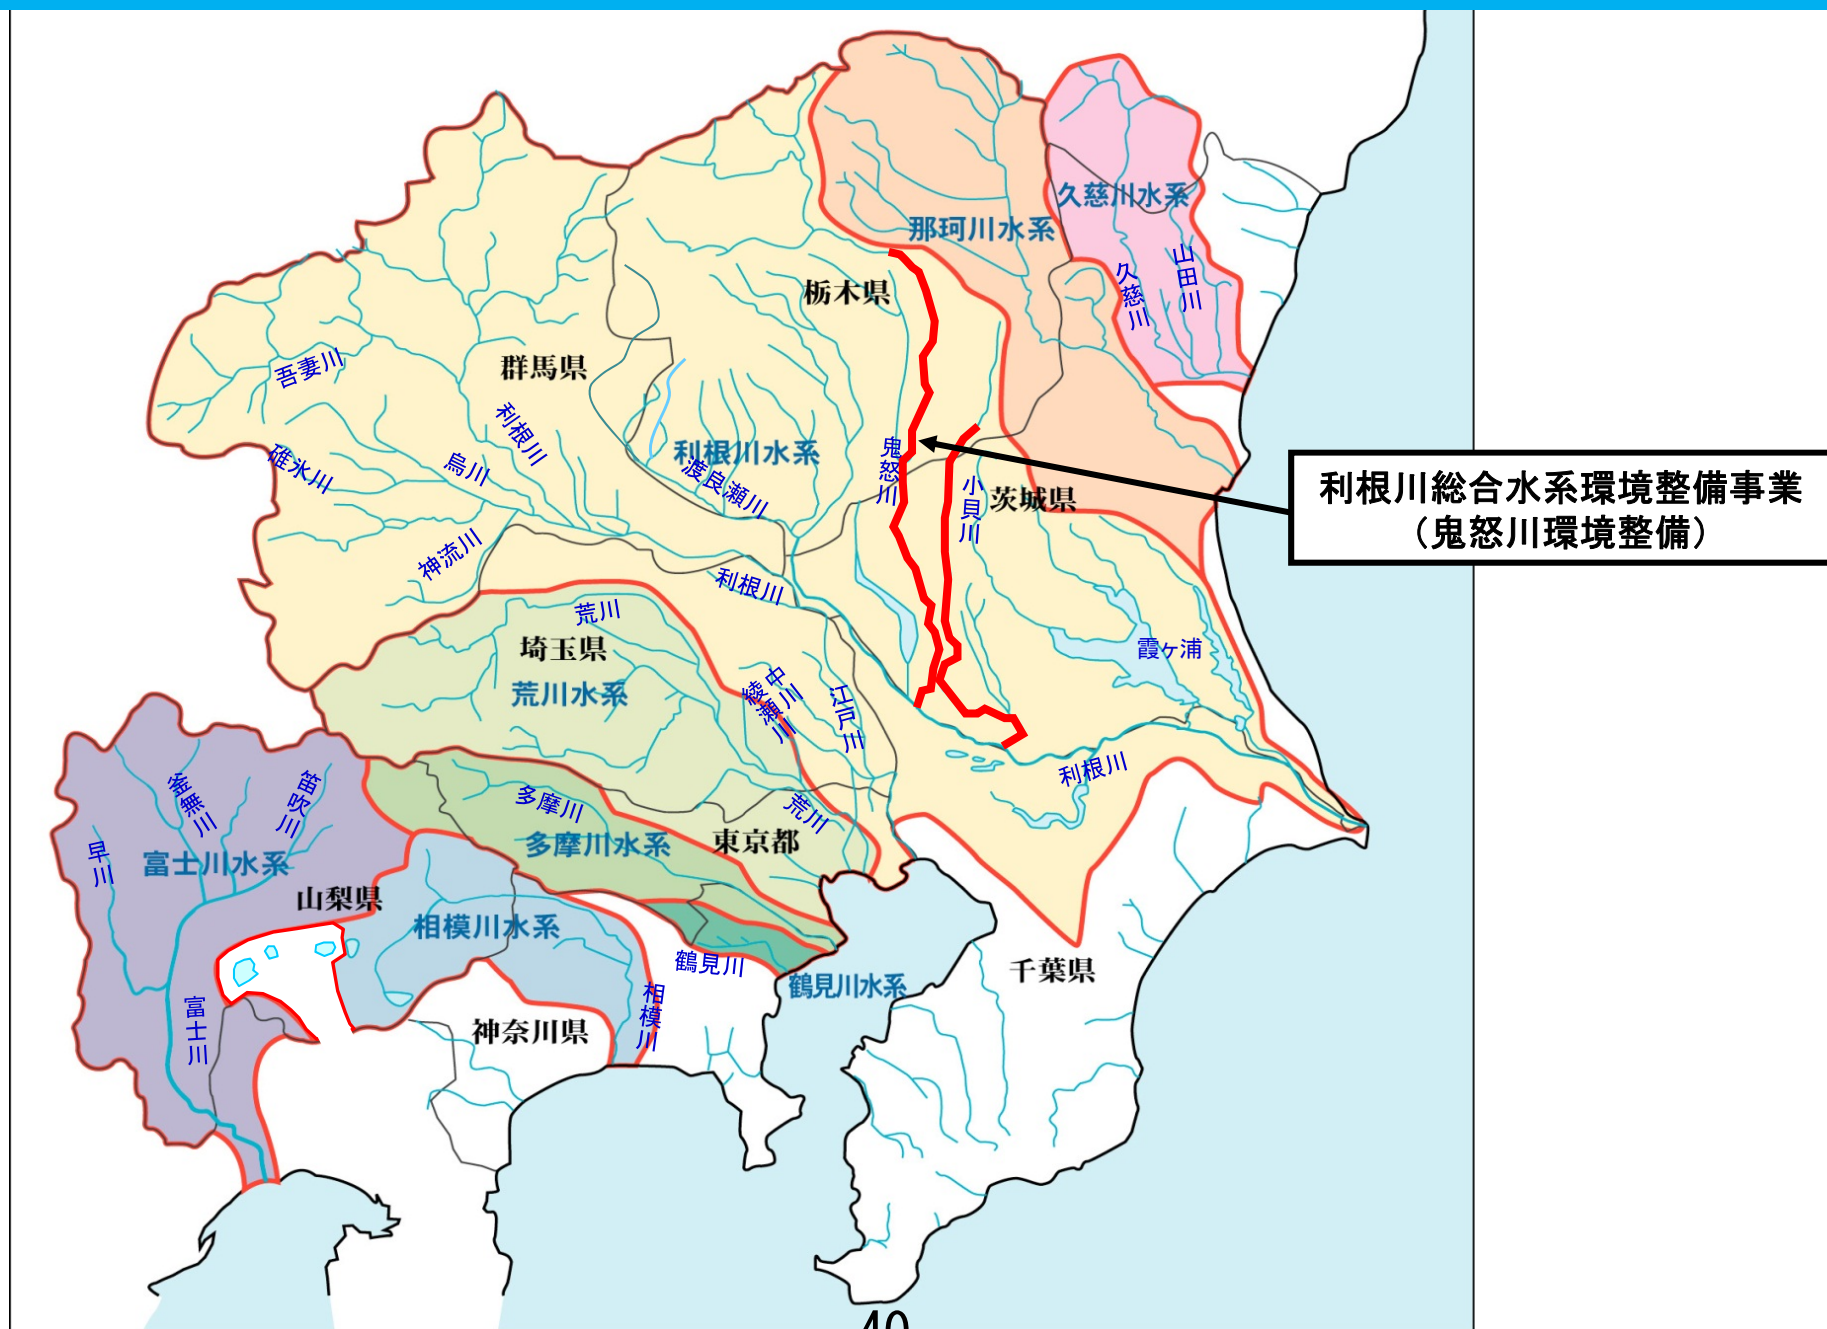 久慈川水系
那珂川水系
山田川
久慈川
栃木県
群馬県
吾妻川
利根川
利根川水系
碓氷川
烏川
渡良瀬川
鬼怒川
小貝川
茨城県
利根川総合水系環境整備事業
（鬼怒川環境整備）
神流川
利根川
荒川
埼玉県
霞ヶ浦
荒川水系
綾瀬川
中川
江戸川
利根川
釜無川
笛吹川
多摩川
荒川
早川
富士川水系
多摩川水系
東京都
山梨県
相模川水系
鶴見川
千葉県
鶴見川水系
富士川
相模川
神奈川県
40